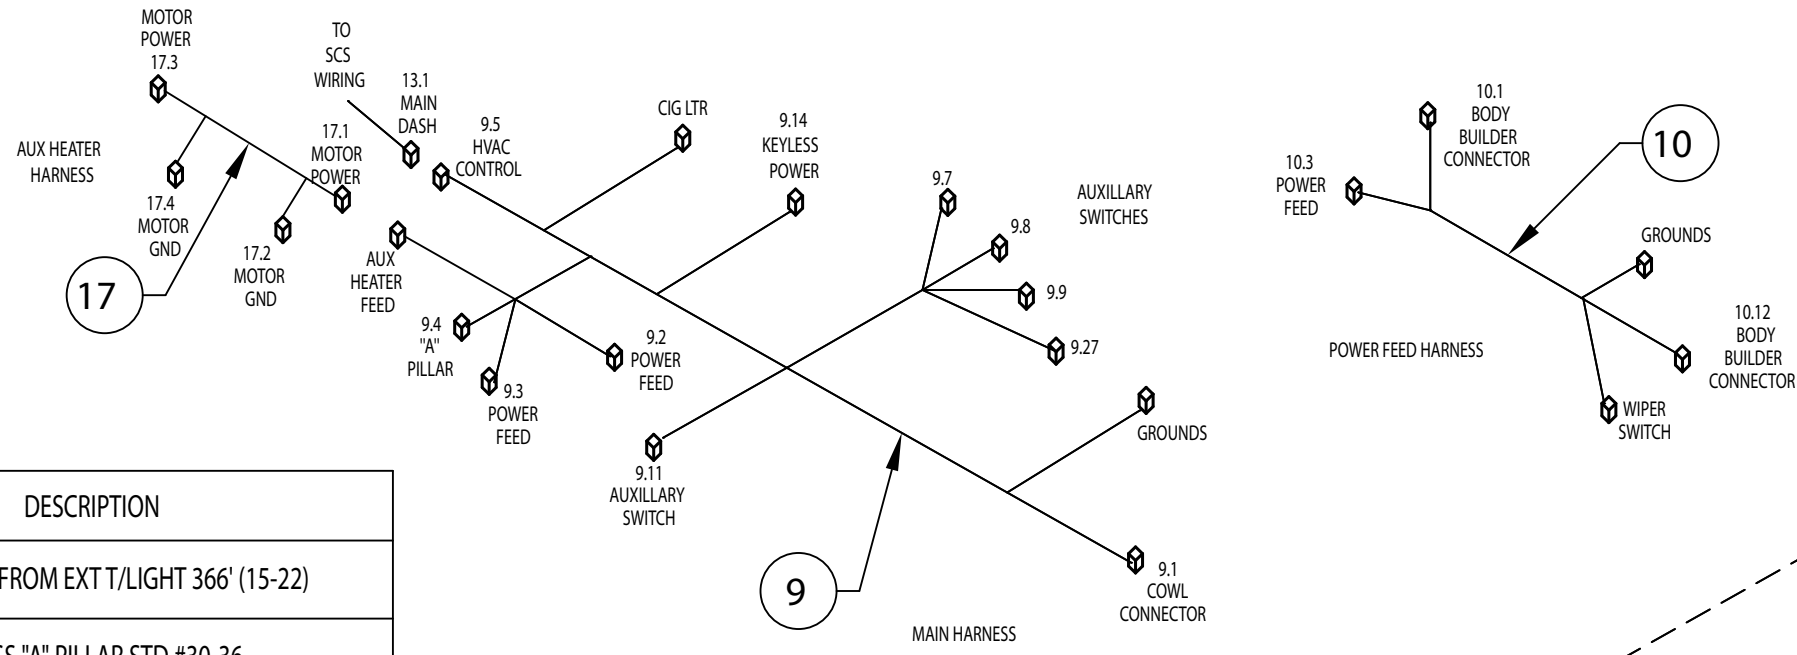 MOTOR
POWER
17.3
AUX HEATER
HARNESS
17.4
MOTOR
GND
17
17.1
MOTOR
POWER
17.2
MOTOR
GND
TO
SCS
WIRING
13.1
MAIN
DASH
9.5
HVAC
CONTROL
CIG LTR
9.14
KEYLESS
POWER
AUX
HEATER
FEED
9.4
"A"
PILLAR
9.3
POWER
FEED
9.2
POWER
FEED
9.7
9.8
9.9
9.27
AUXILLARY
SWITCHES
9.11
AUXILLARY
SWITCH
GROUNDS
9
9.1
COWL
CONNECTOR
MAIN HARNESS
10.1
BODY
BUILDER
CONNECTOR
10.3
POWER
FEED
10
GROUNDS
10.12
BODY
BUILDER
CONNECTOR
POWER FEED HARNESS
WIPER
SWITCH
DESCRIPTION
FROM EXT T/LIGHT 366' (15-22)
"A" PILLAR STD #30-36